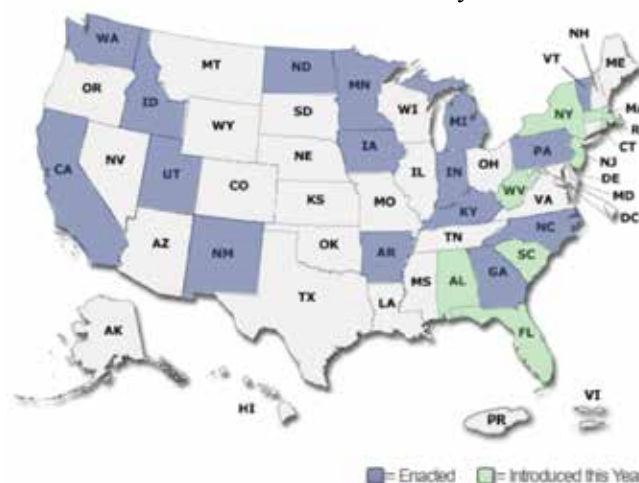 WA
MT
ND
MN
NH
VT
ME
OR
ID
WY
SD
WI
MI
NY
MA
R
CT
NJ
DE
MD
DC
NV
UT
CO
NE
IA
IL
IN
OH
PA
WV
VA
CA
KS
MO
KY
AZ
NM
OK
AR
TN
NC
SC
TX
LA
MS
AL
GA
FL
AK
HI
PR
VI
= Enacted = Introduced this Year